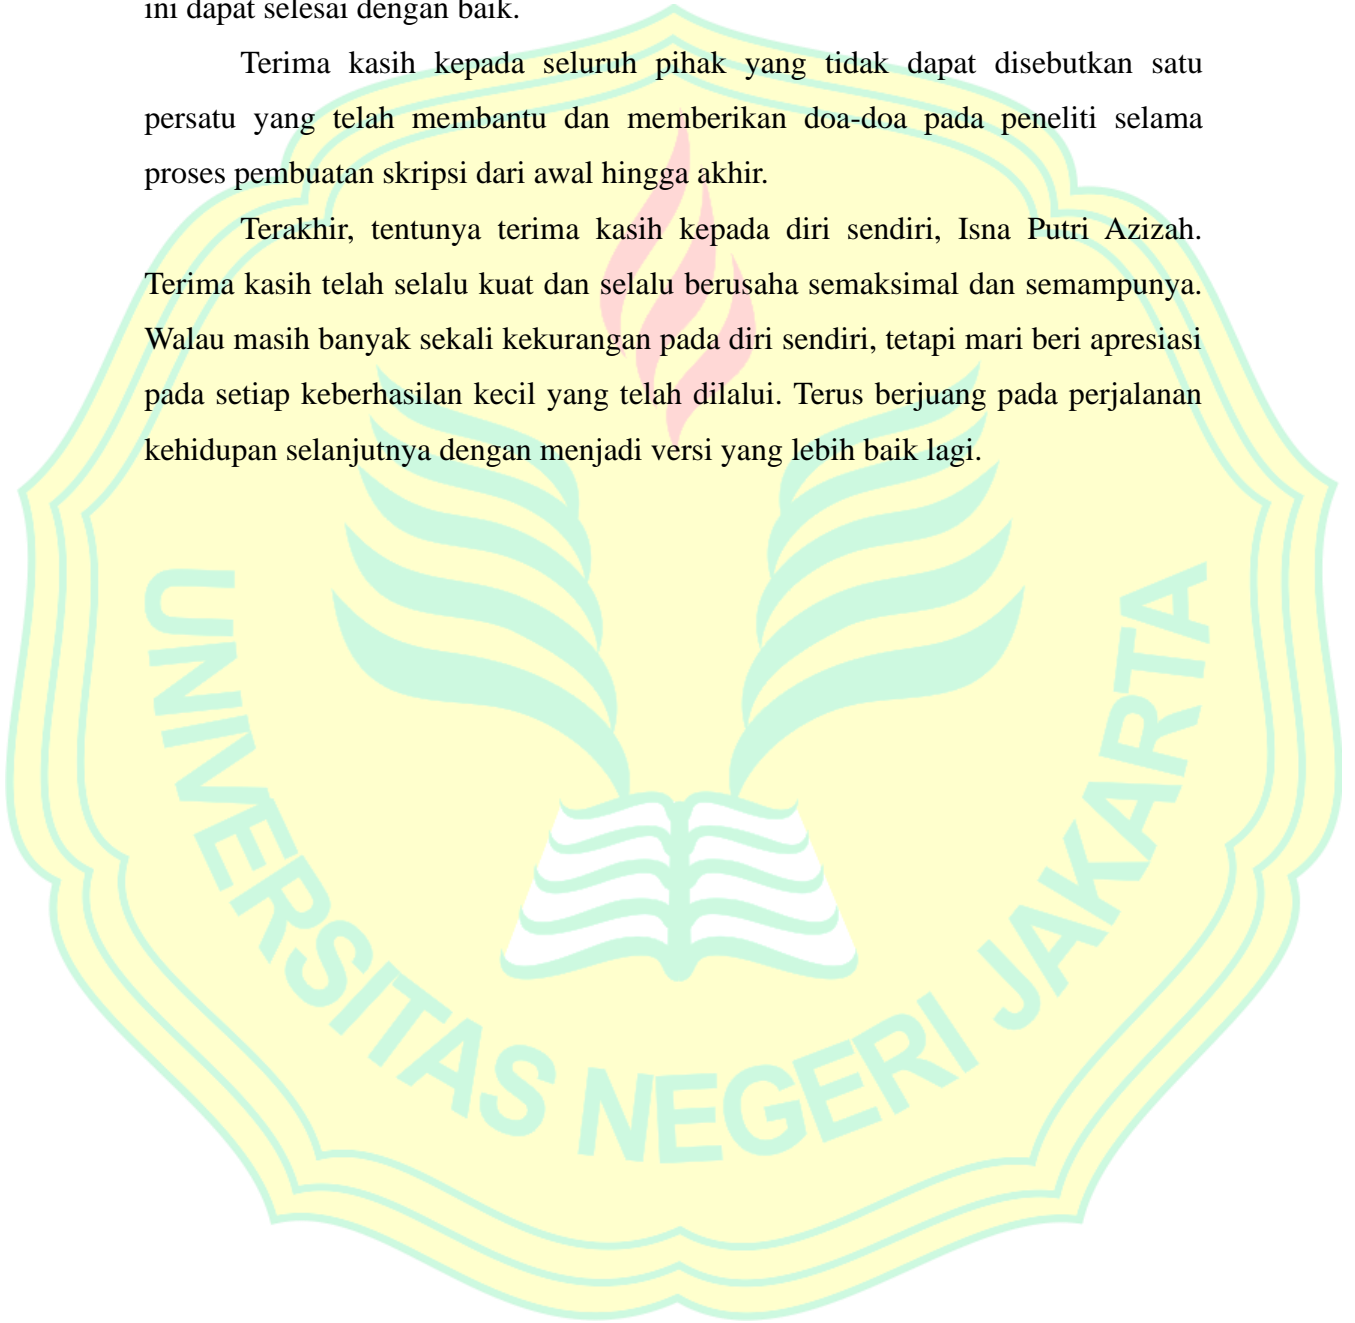 ini dapat selesai dengan baik.
Terima kasih kepada seluruh pihak yang tidak dapat disebutkan satu
persatu yang telah membantu dan memberikan doa-doa pada peneliti selama
proses pembuatan skripsi dari awal hingga akhir.
Terakhir, tentunya terima kasih kepada diri sendiri, Isna Putri Azizah.
Terima kasih telah selalu kuat dan selalu berusaha semaksimal dan semampunya.
Walau masih banyak sekali kekurangan pada diri sendiri, tetapi mari beri apresiasi
pada setiap keberhasilan kecil yang telah dilalui. Terus berjuang pada perjalanan
kehidupan selanjutnya dengan menjadi versi yang lebih baik lagi.
UNIVERSITAS NEGERI JAKARTA